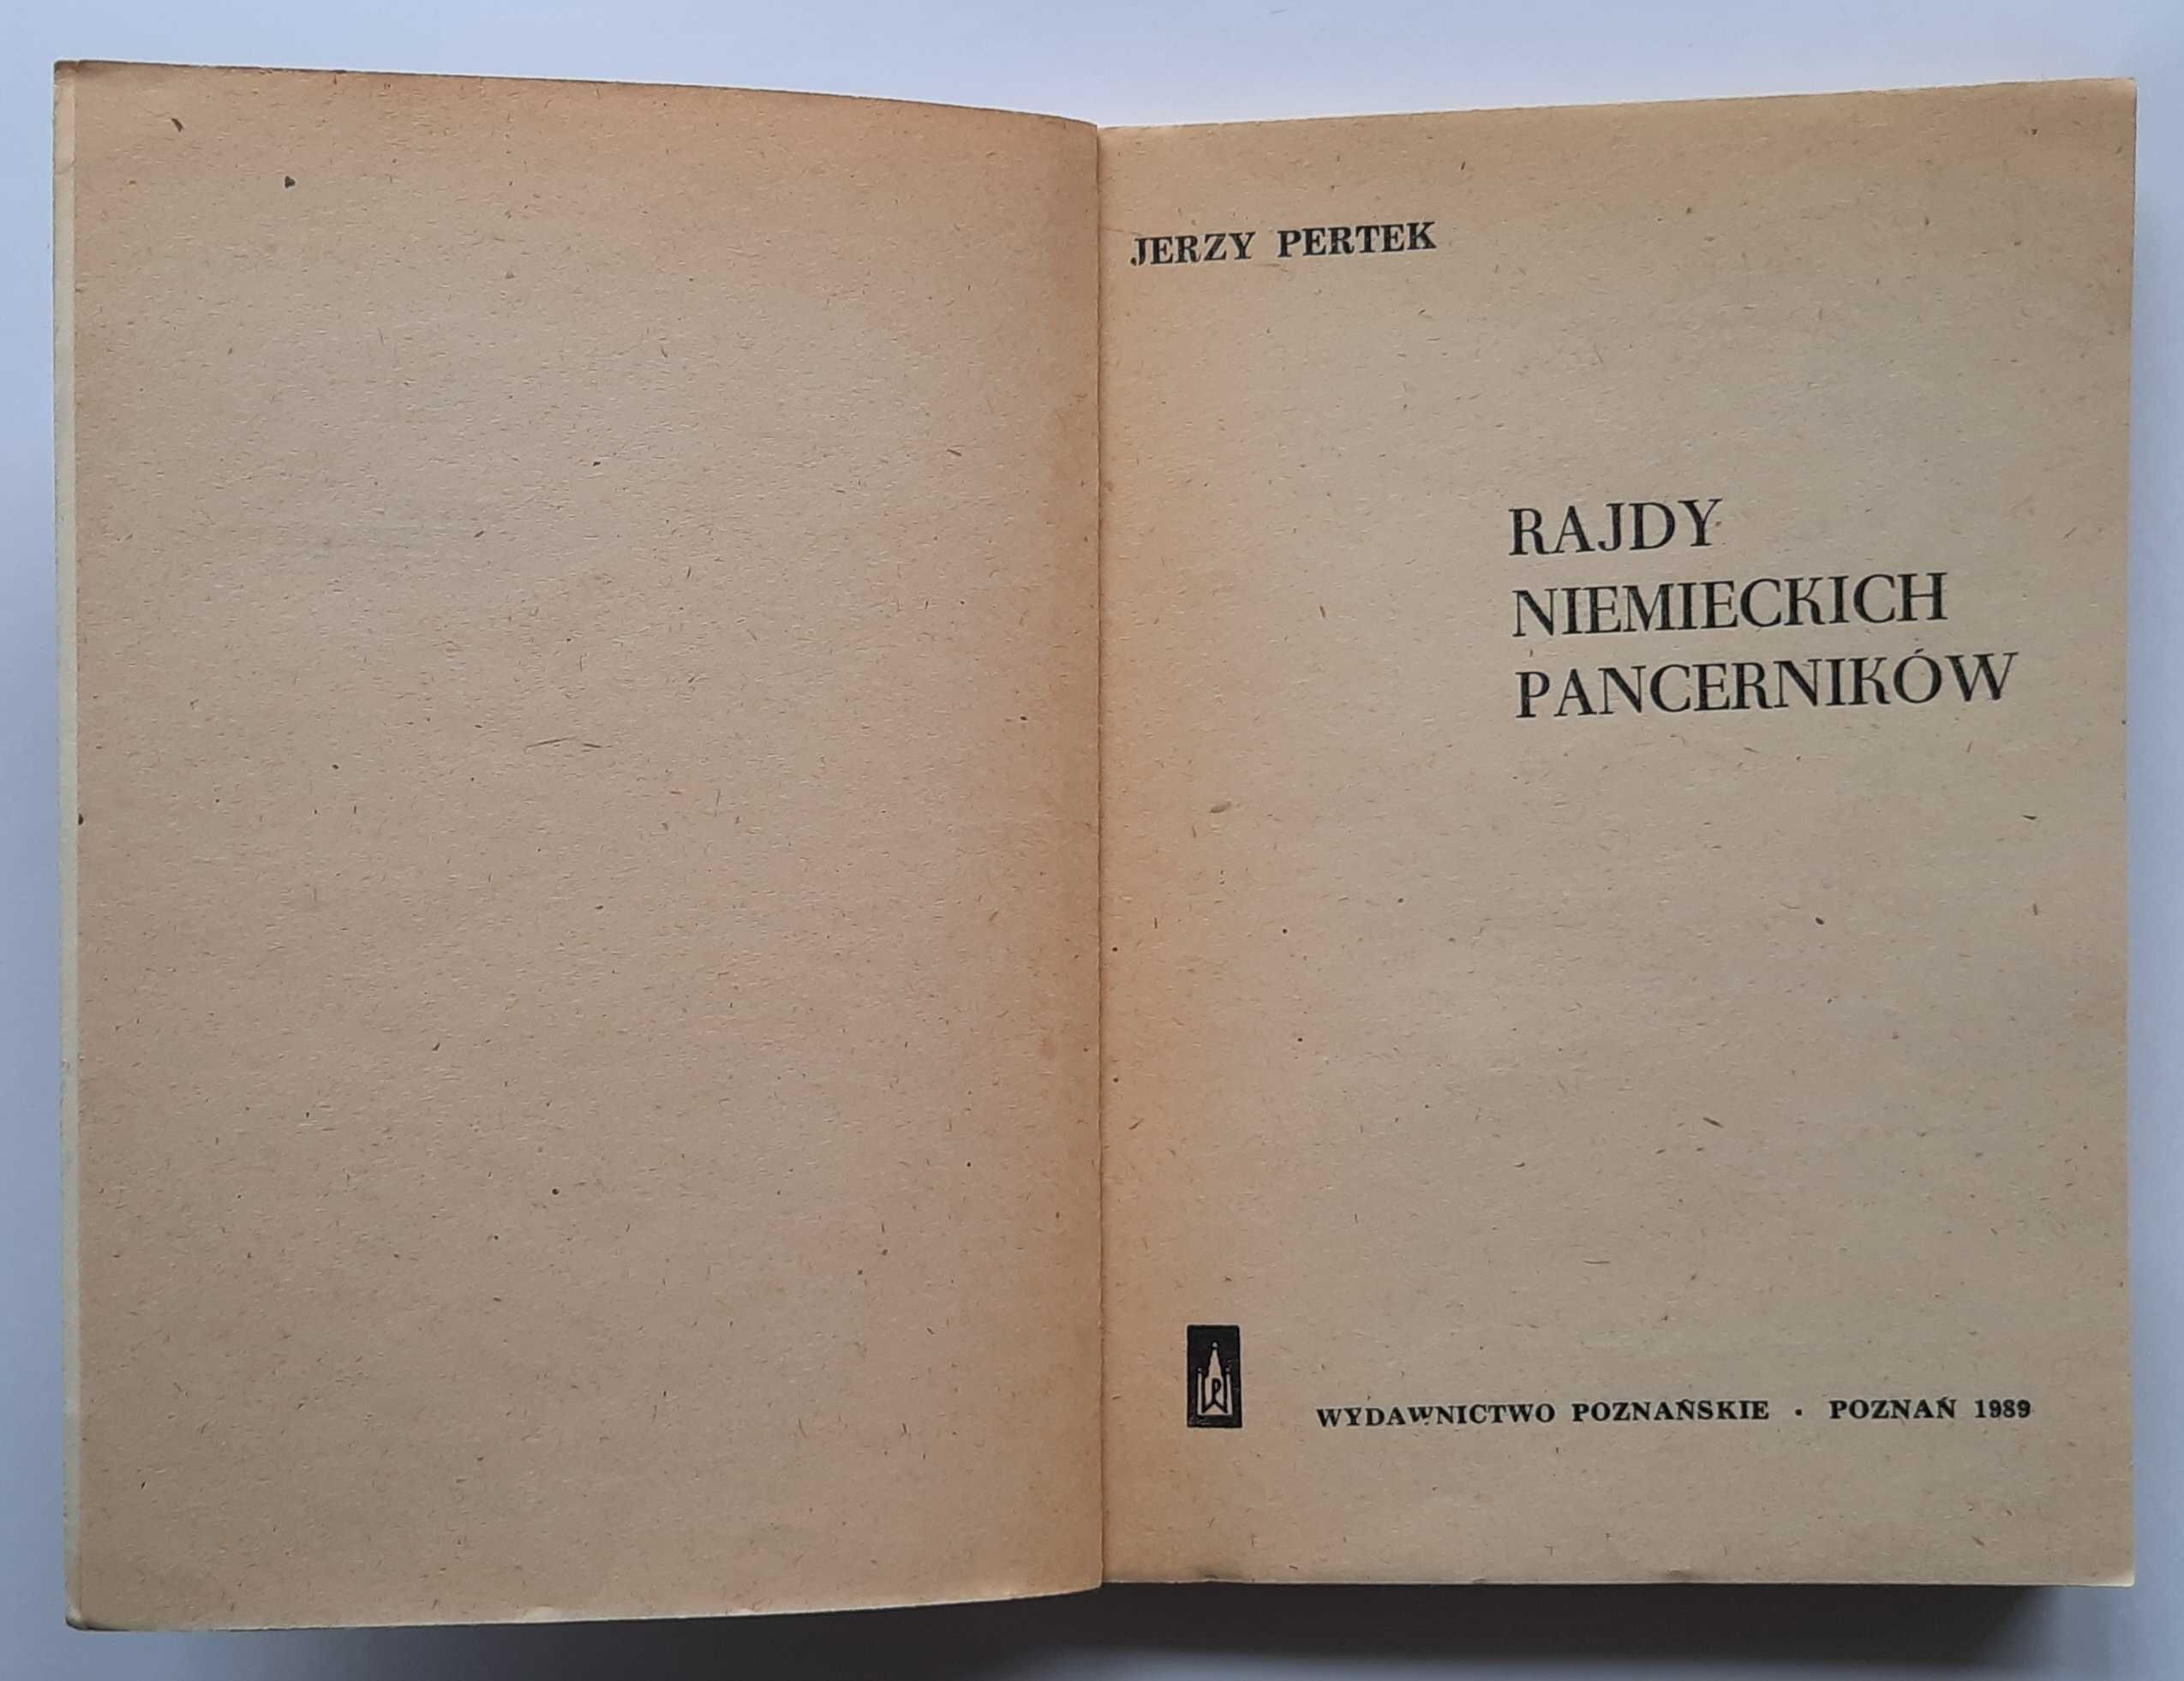 JERZY PERTEK
RAJDY
NIEMIECKICH
PANCERNIKÓW
WYDAWNICTWO POZNAŃSKIE • POZNAŃ 1989